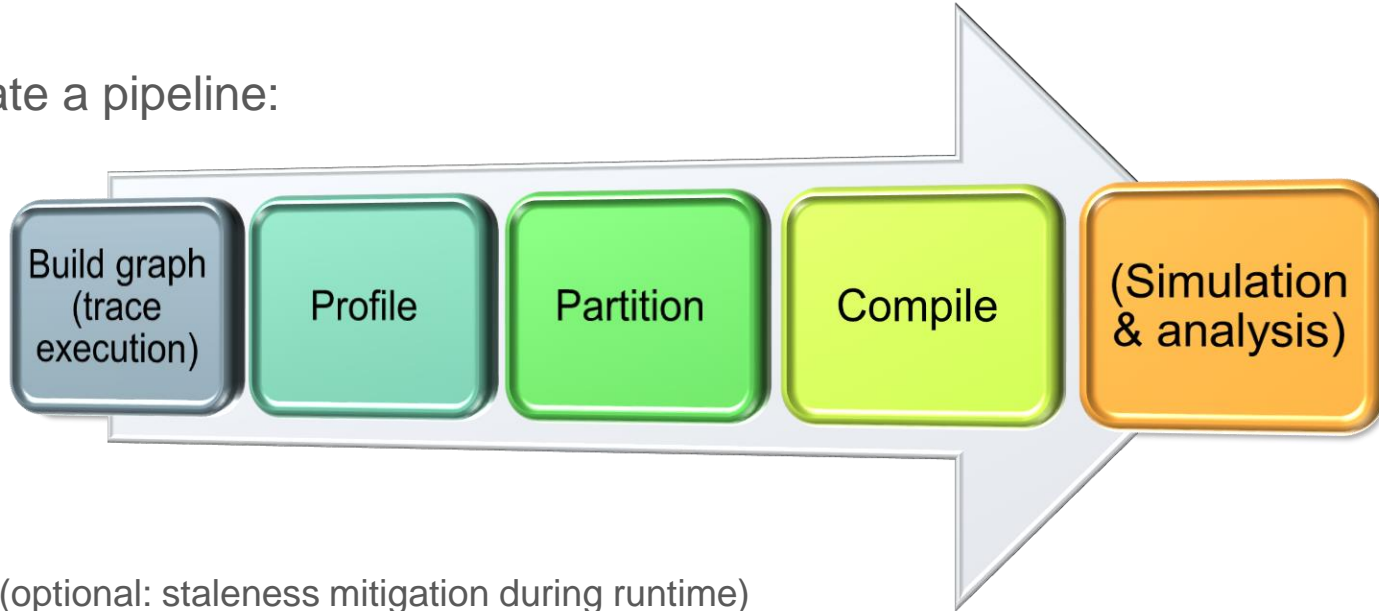 ate a pipeline:
Build graph
(trace
execution)
Profile
Partition
Compile
(Simulation
& analysis)
(optional: staleness mitigation during runtime)